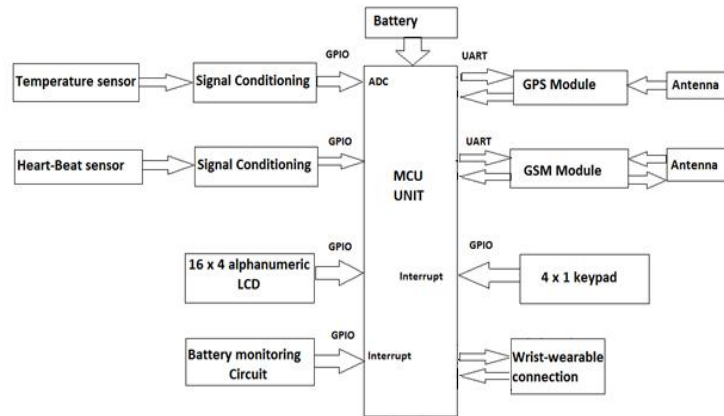 Battery
GPIO
UART
Temperature sensor
Signal Conditioning
ADC
GPS Module
Antenna
GPIO
UART
Heart-Beat sensor
Signal Conditioning
MCU
UNIT
GSM Module
Antenna
GPIO
GPIO
16 x 4 alphanumeric
LCD
Interrupt
4 x 1 keypad
GPIO
Battery monitoring
Circuit
Interrupt
Wrist-wearable
connection